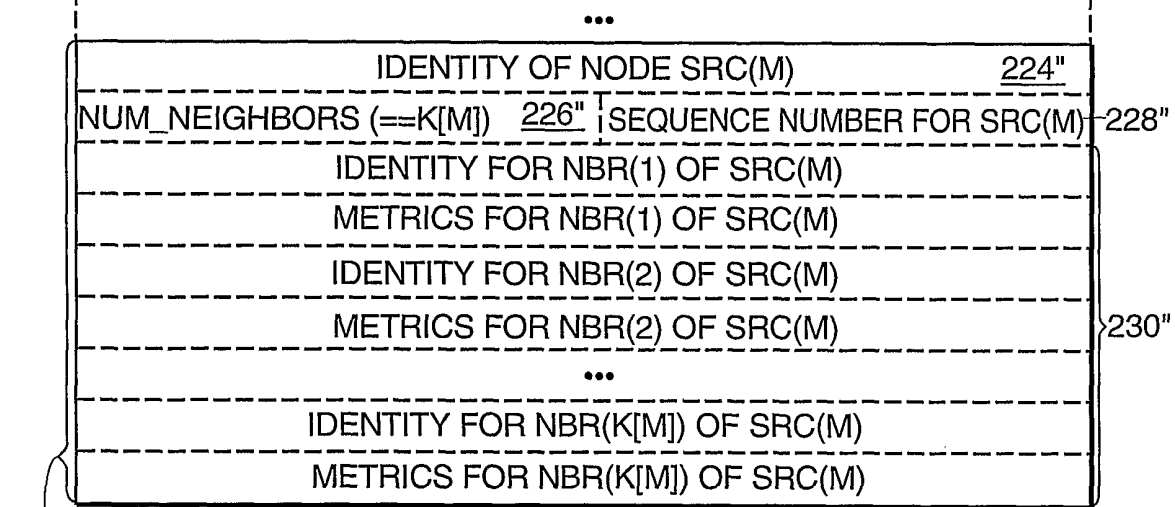 •••
IDENTITY OF NODE SRC(M) 224"
NUM_NEIGHBORS (==K[M]) 226" SEQUENCE NUMBER FOR SRC(M) 228"
IDENTITY FOR NBR(1) OF SRC(M)
METRICS FOR NBR(1) OF SRC(M)
IDENTITY FOR NBR(2) OF SRC(M)
METRICS FOR NBR(2) OF SRC(M) 230"
•••
IDENTITY FOR NBR(K[M]) OF SRC(M)
METRICS FOR NBR(K[M]) OF SRC(M)